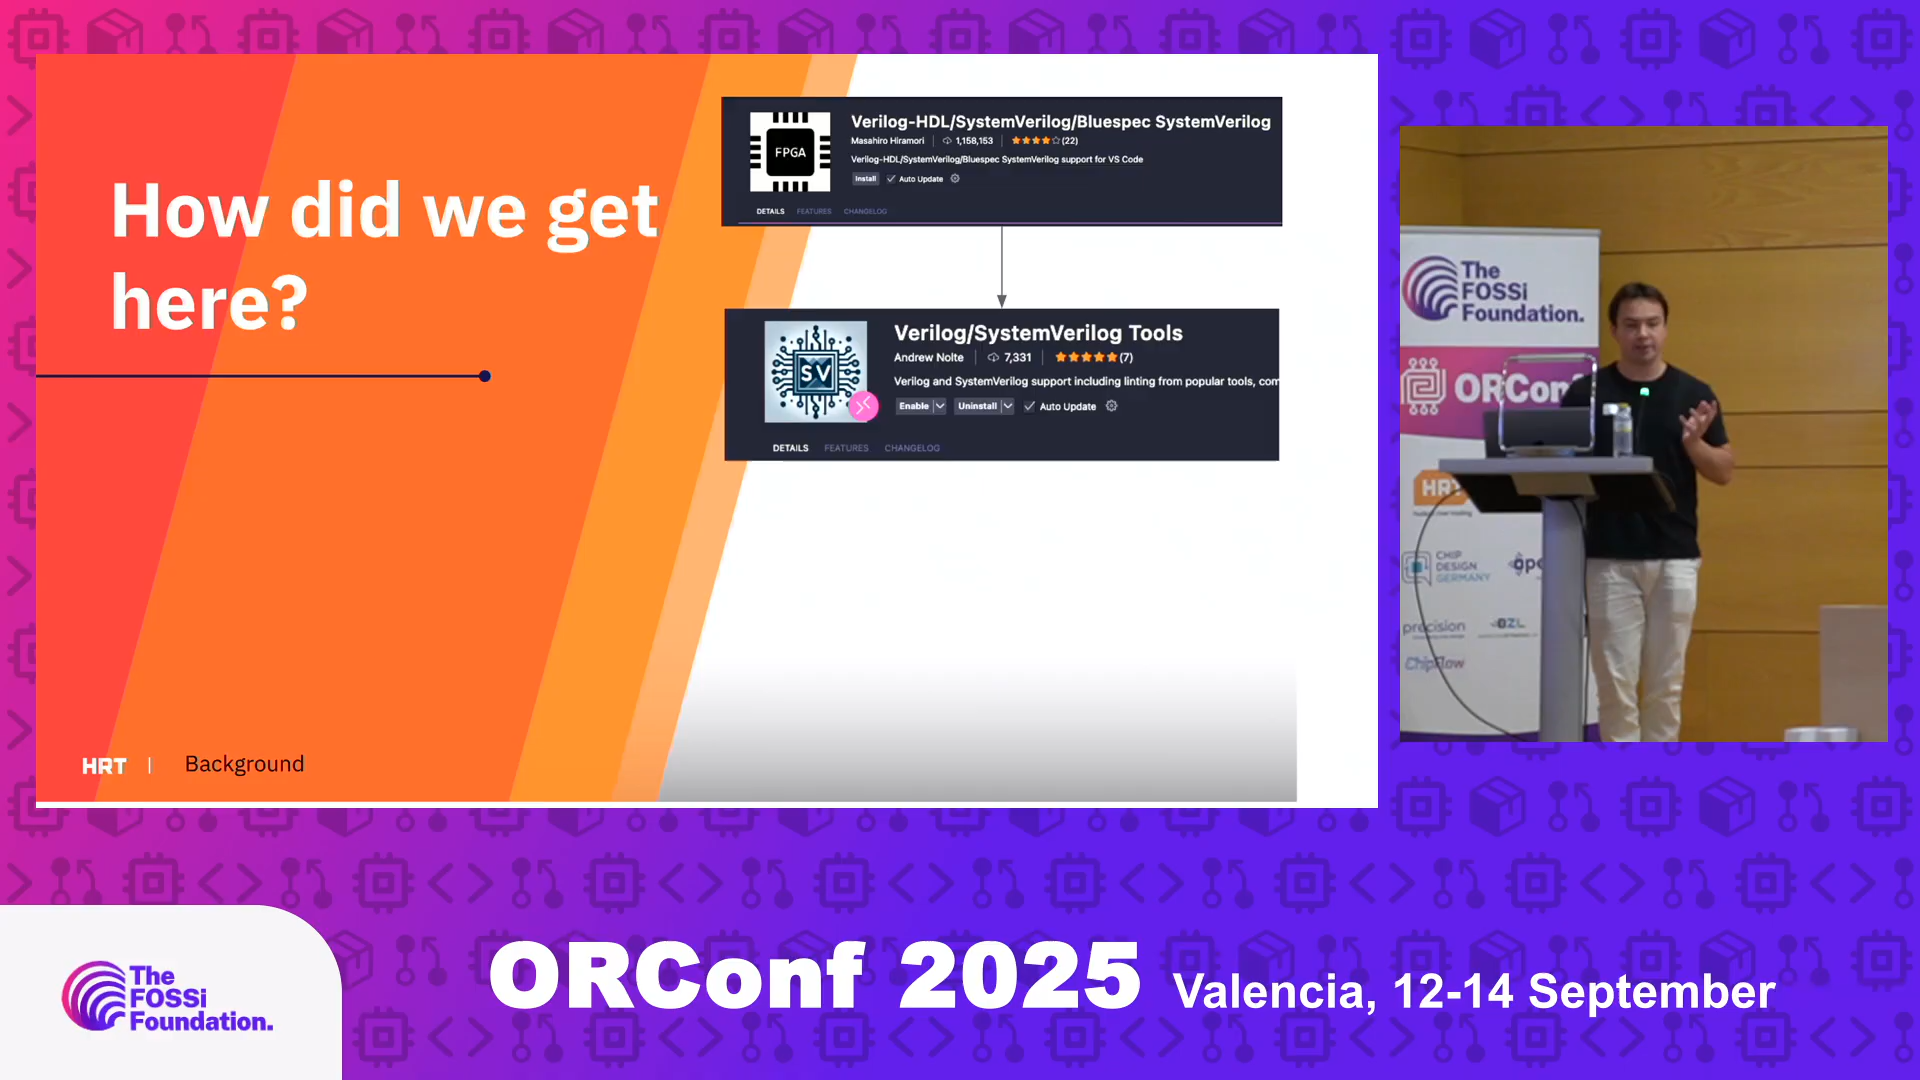 How did we get
here?
HRT | Background
FPGA
Verilog-HDL/SystemVerilog/Bluespec SystemVerilog
Masahiro Hiramori | 1,158,153 | (22)
Verilog-HDL/SystemVerilog/Bluespec SystemVerilog support for VS Code
Install Auto Update
DETAILS FEATURES CHANGELOG
SV
Verilog/SystemVerilog Tools
Andrew Nolte | 7,331 | (7)
Verilog and SystemVerilog support including linting from popular tools, com
Enable Uninstall Auto Update
DETAILS FEATURES CHANGELOG
The
FOSSi
Foundation.
ORConf
HRT
CHIP
DESIGN
GERMANY
precision
ChipFlow
The
FOSSi
Foundation.
ORConf 2025 Valencia, 12-14 September